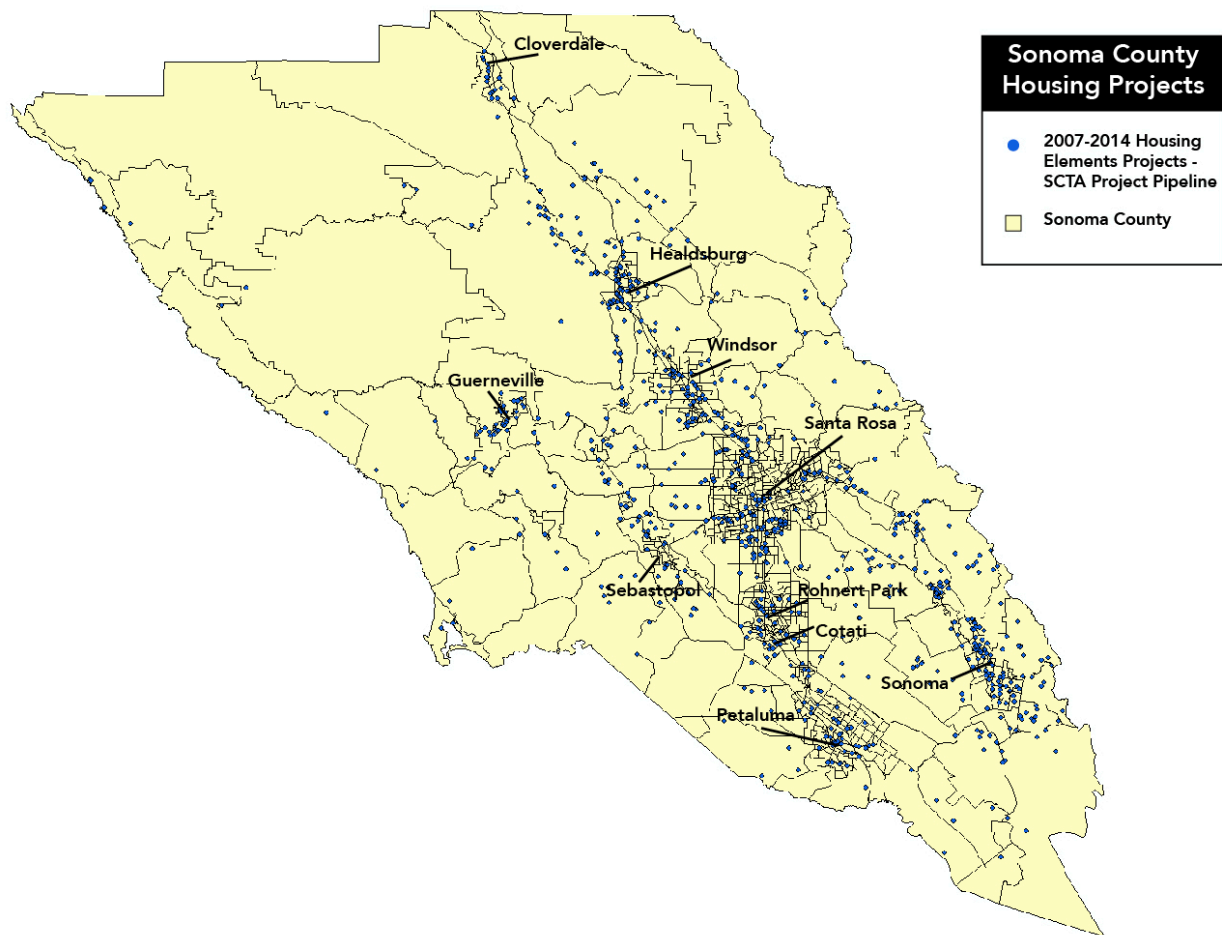 Cloverdale
Sonoma County
Housing Projects
2007-2014 Housing
Elements Projects -
SCTA Project Pipeline
Sonoma County
Healdsburg
Windsor
Guerneville
Santa Rosa
Sebastopol
Rohnert Park
Cotati
Sonoma
Petaluma